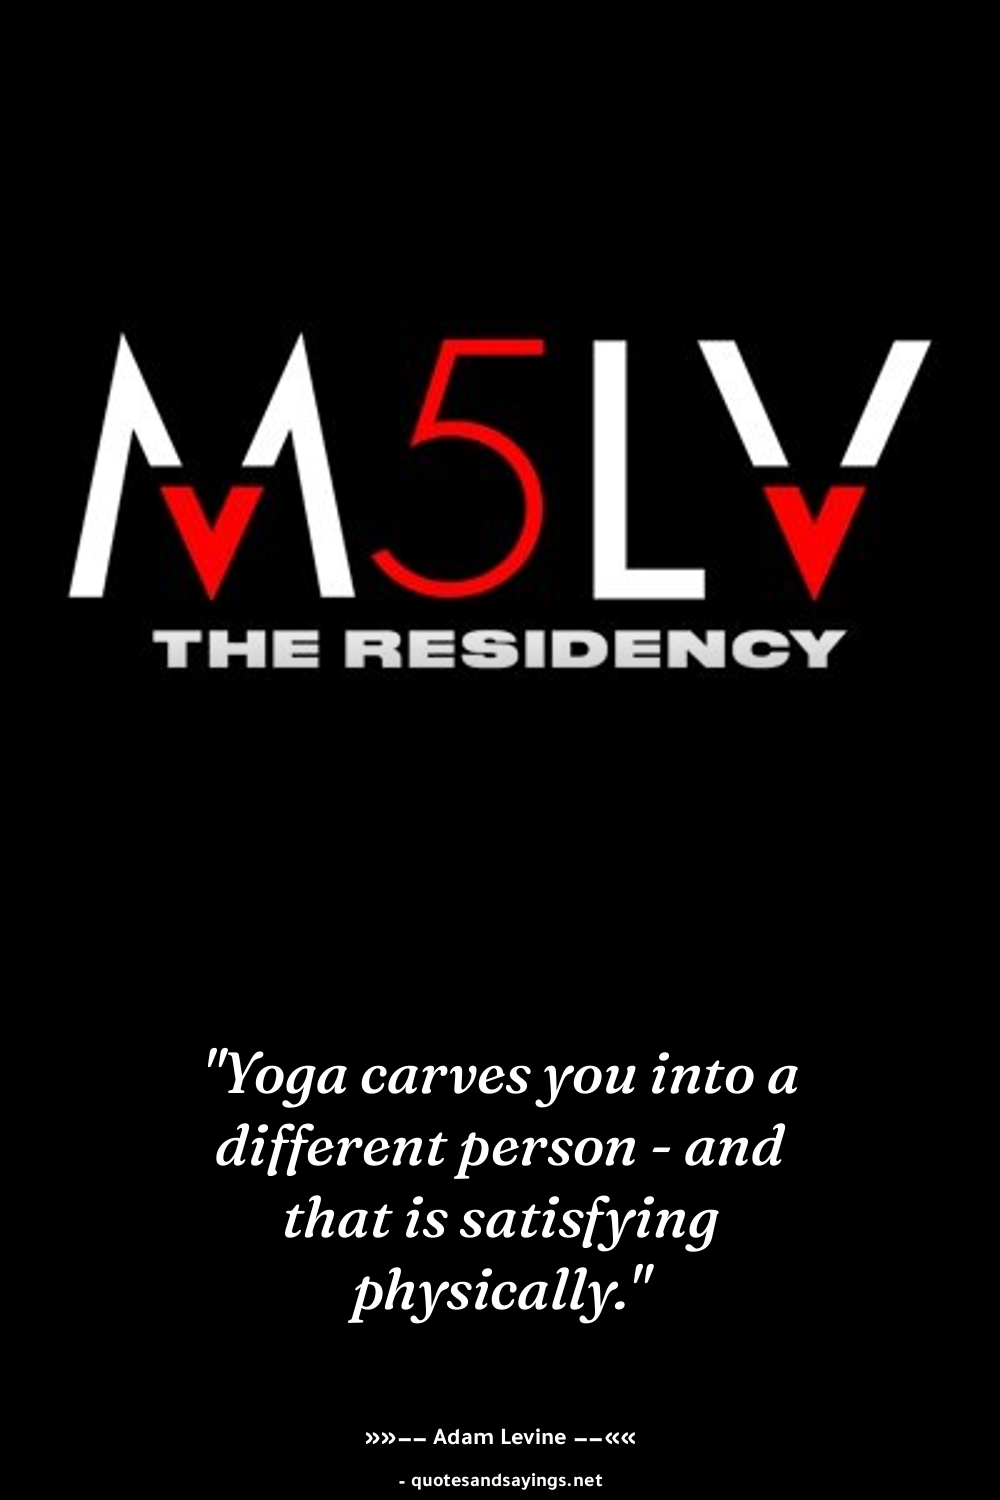 M5LV
THE RESIDENCY
"Yoga carves you into a
different person - and
that is satisfying
physically."
»»−− Adam Levine −−««
- quotesandsayings.net